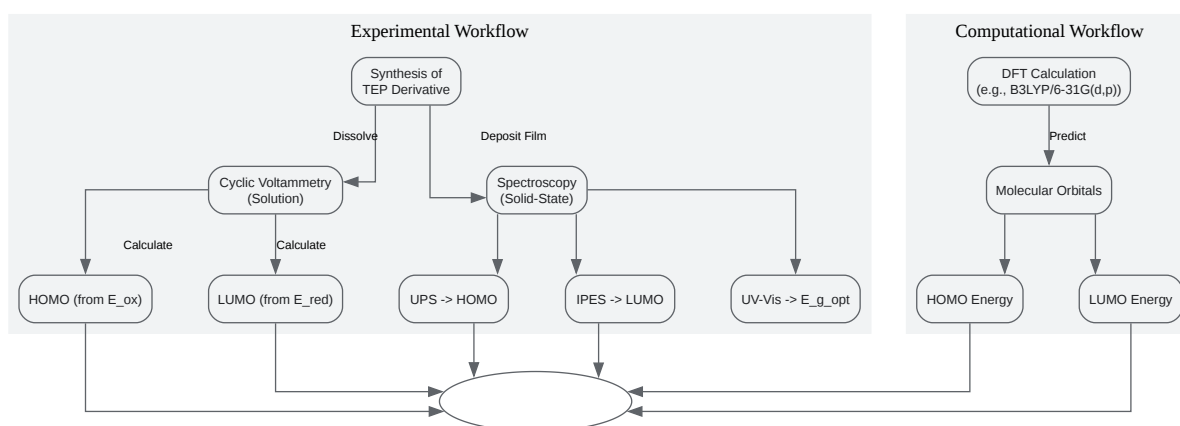 Experimental Workflow
Computational Workflow
Synthesis of
TEP Derivative
DFT Calculation
(e.g., B3LYP/6-31G(d,p))
Dissolve
Deposit Film
Predict
Cyclic Voltammetry
(Solution)
Spectroscopy
(Solid-State)
Molecular Orbitals
Calculate
Calculate
HOMO (from E_ox)
LUMO (from E_red)
UPS -> HOMO
IPES -> LUMO
UV-Vis -> E_g_opt
HOMO Energy
LUMO Energy